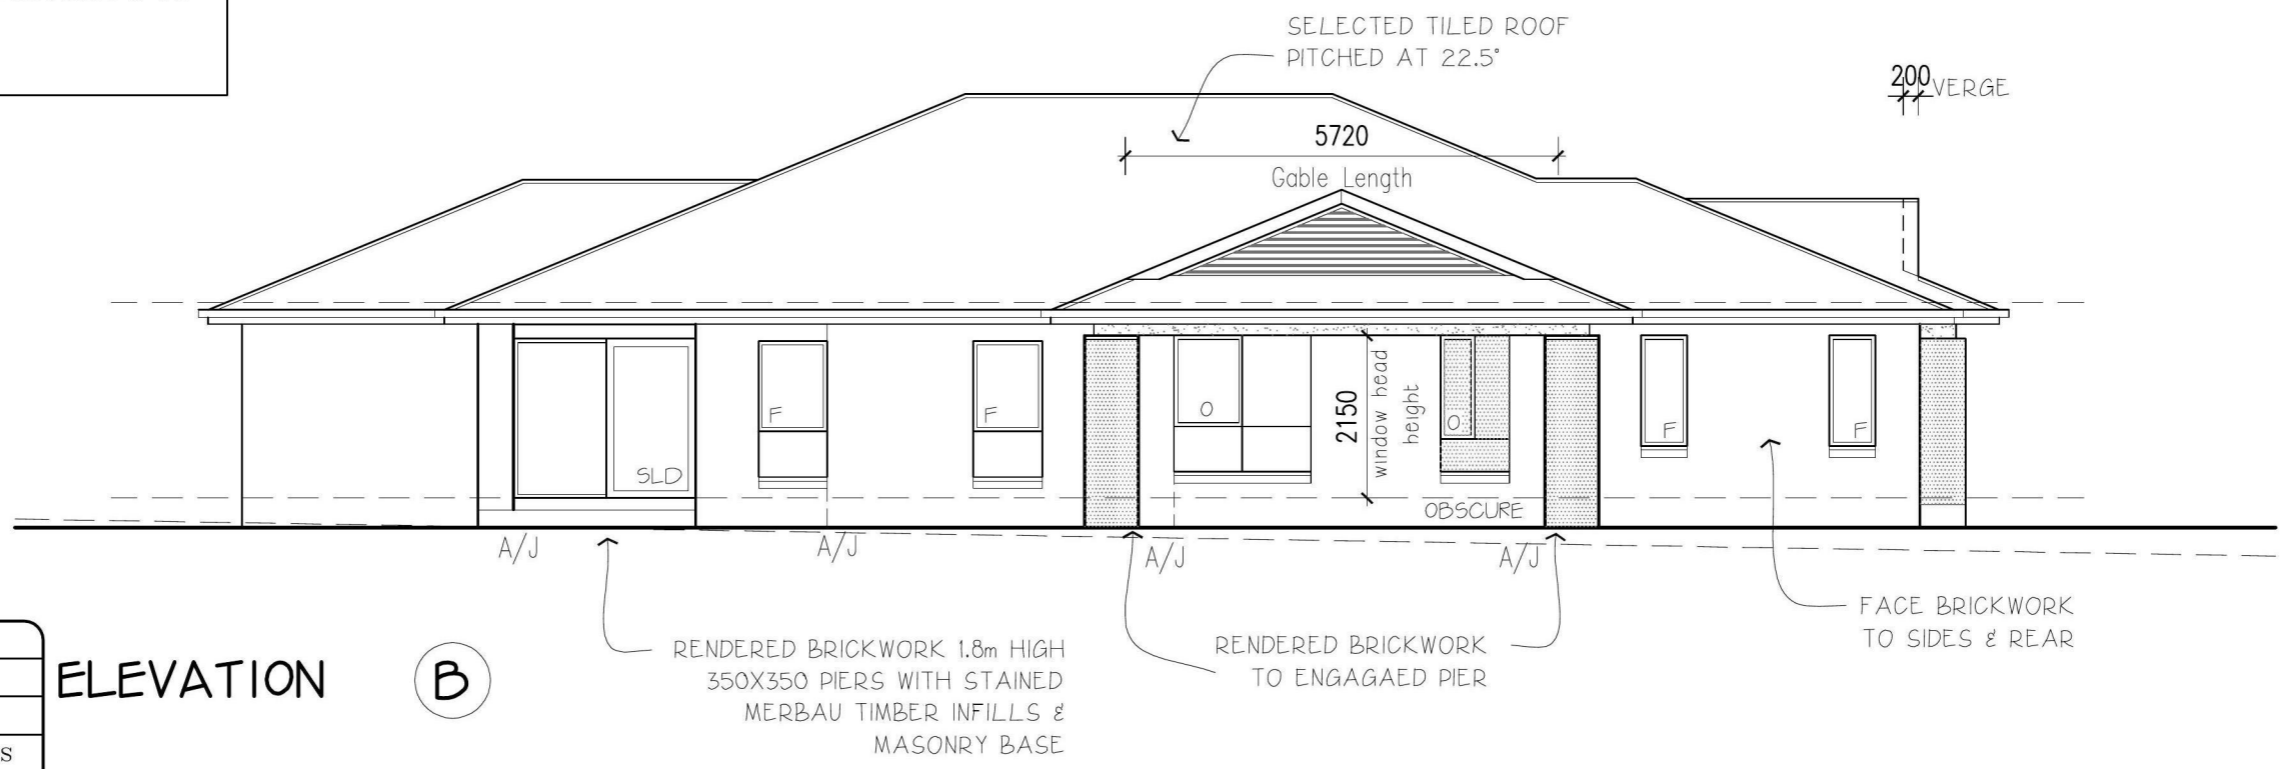 SELECTED TILED ROOF
PITCHED AT 22.5°
200 VERGE
5720
Gable Length
F
F
O
2150
window head
height
O
F
F
SLD
OBSCURE
A/J
A/J
A/J
A/J
FACE BRICKWORK
TO SIDES & REAR
RENDERED BRICKWORK 1.8m HIGH
350X350 PIERS WITH STAINED
MERBAU TIMBER INFILLS &
MASONRY BASE
RENDERED BRICKWORK
TO ENGAGAED PIER
ELEVATION B
S